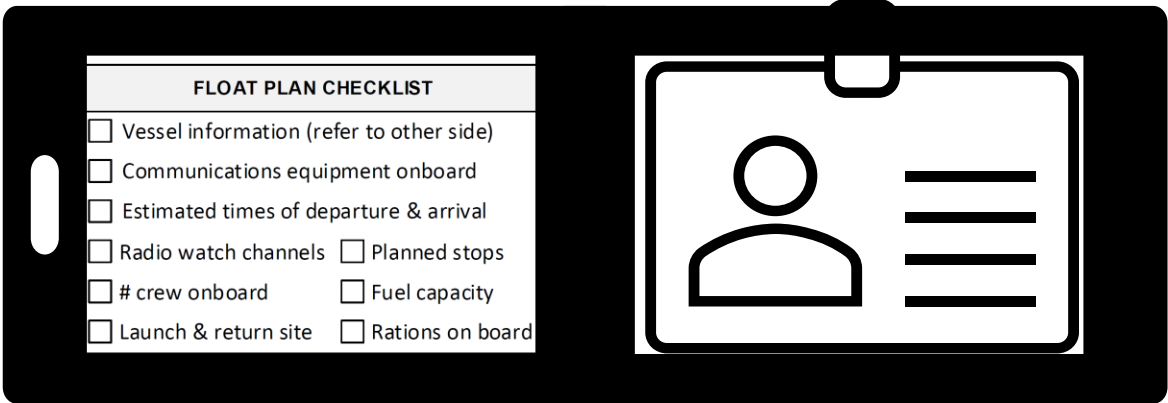 FLOAT PLAN CHECKLIST
Vessel information (refer to other side)
Communications equipment onboard
Estimated times of departure & arrival
Radio watch channels Planned stops
# crew onboard Fuel capacity
Launch & return site Rations on board